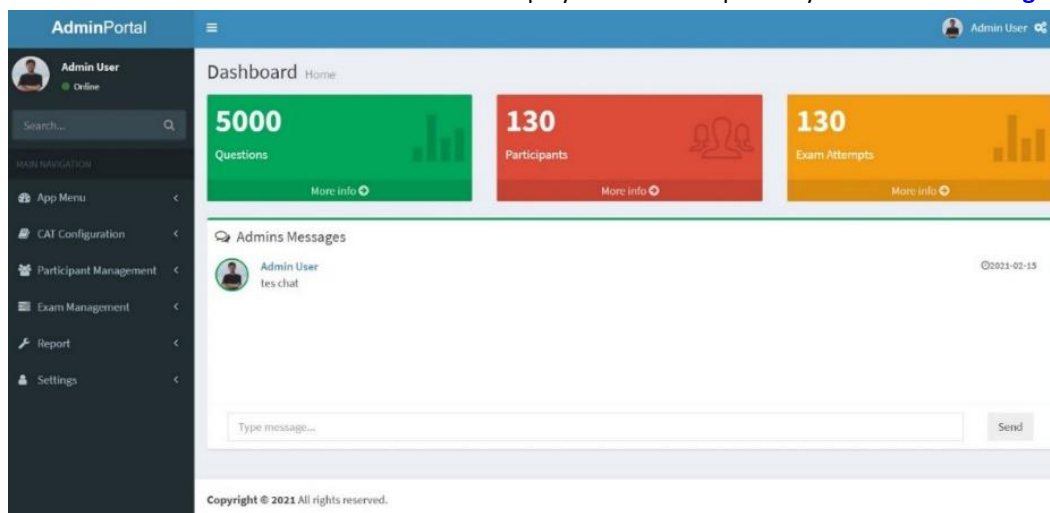 AdminPortal
Admin User
Admin User
Online
Search...
MAIN NAVIGATION
App Menu
CAT Configuration
Participant Management
Exam Management
Report
Settings
Dashboard Home
5000
Questions
More info
130
Participants
More info
130
Exam Attempts
More info
Admins Messages
Admin User
2021-02-15
tes chat
Type message...
Send
Copyright © 2021 All rights reserved.